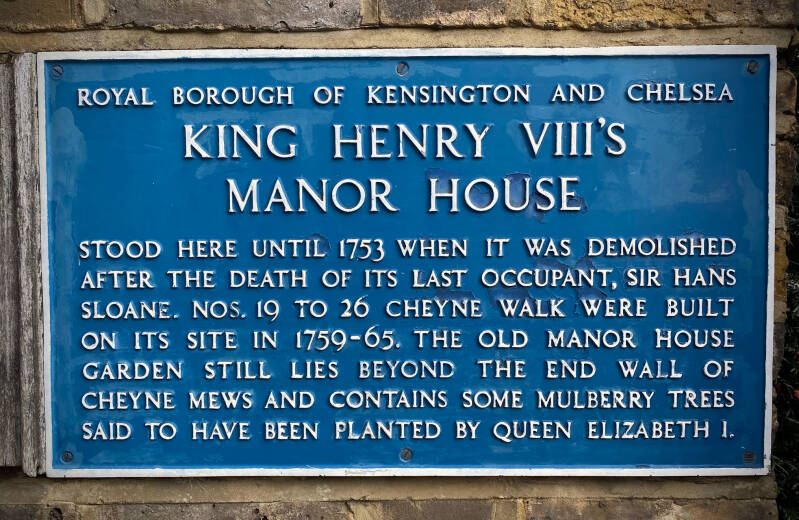 ROYAL BOROUGH OF KENSINGTON AND CHELSEA
KING HENRY VIII'S
MANOR HOUSE
STOOD HERE UNTIL 1753 WHEN IT WAS DEMOLISHED
AFTER THE DEATH OF ITS LAST OCCUPANT, SIR HANS
SLOANE. NOS. 19 TO 26 CHEYNE WALK WERE BUILT
ON ITS SITE IN 1759-65. THE OLD MANOR HOUSE
GARDEN STILL LIES BEYOND THE END WALL OF
CHEYNE MEWS AND CONTAINS SOME MULBERRY TREES
SAID TO HAVE BEEN PLANTED BY QUEEN ELIZABETH I.